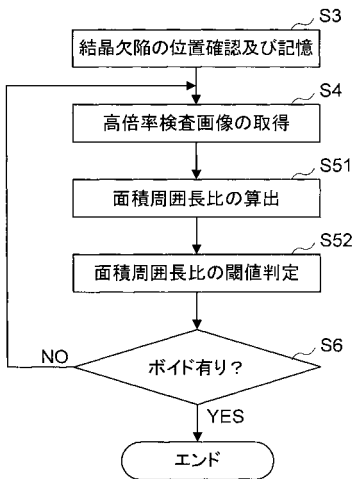 S3
結晶欠陥の位置確認及び記憶
S4
高倍率検査画像の取得
S51
面積周囲長比の算出
S52
面積周囲長比の閾値判定
S6
ボイド有り?
NO
YES
エンド